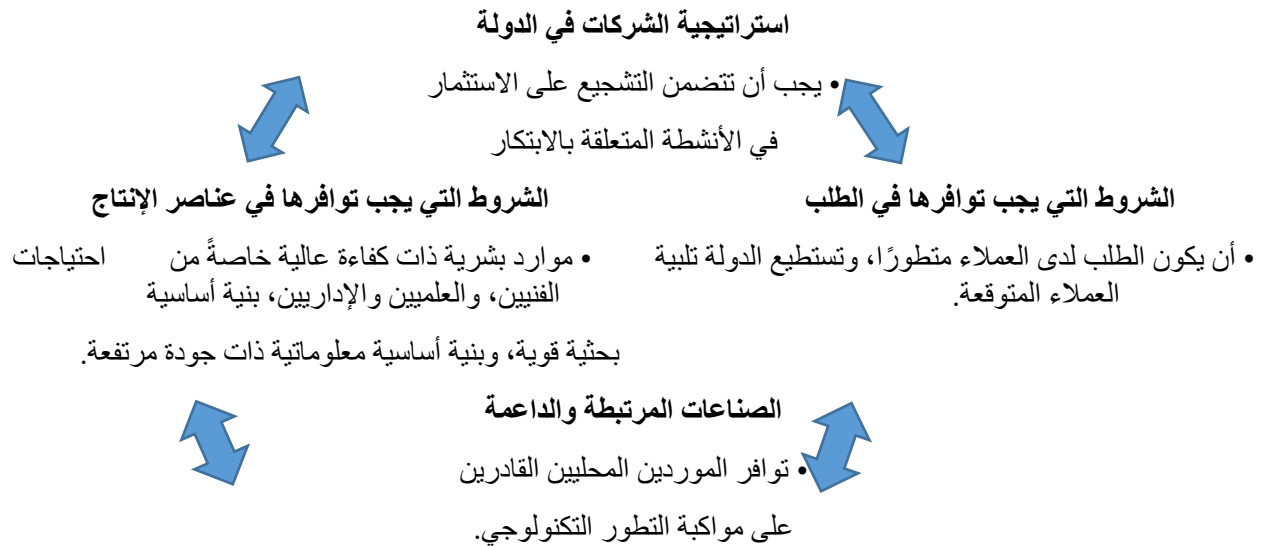 استراتيجية الشركات في الدولة
• يجب أن تتضمن التشجيع على الاستثمار
في الأنشطة المتعلقة بالابتكار
الشروط التي يجب توافرها في الطلب
الشروط التي يجب توافرها في عناصر الإنتاج
• أن يكون الطلب لدى العملاء متطورًا، وتستطيع الدولة تلبية
• موارد بشرية ذات كفاءة عالية خاصةً من احتياجات
العملاء المتوقعة.
الفنيين، والعلميين والإداريين، بنية أساسية
بحثية قوية، وبنية أساسية معلوماتية ذات جودة مرتفعة.
الصناعات المرتبطة والداعمة
• توافر الموردين المحليين القادرين
على مواكبة التطور التكنولوجي.